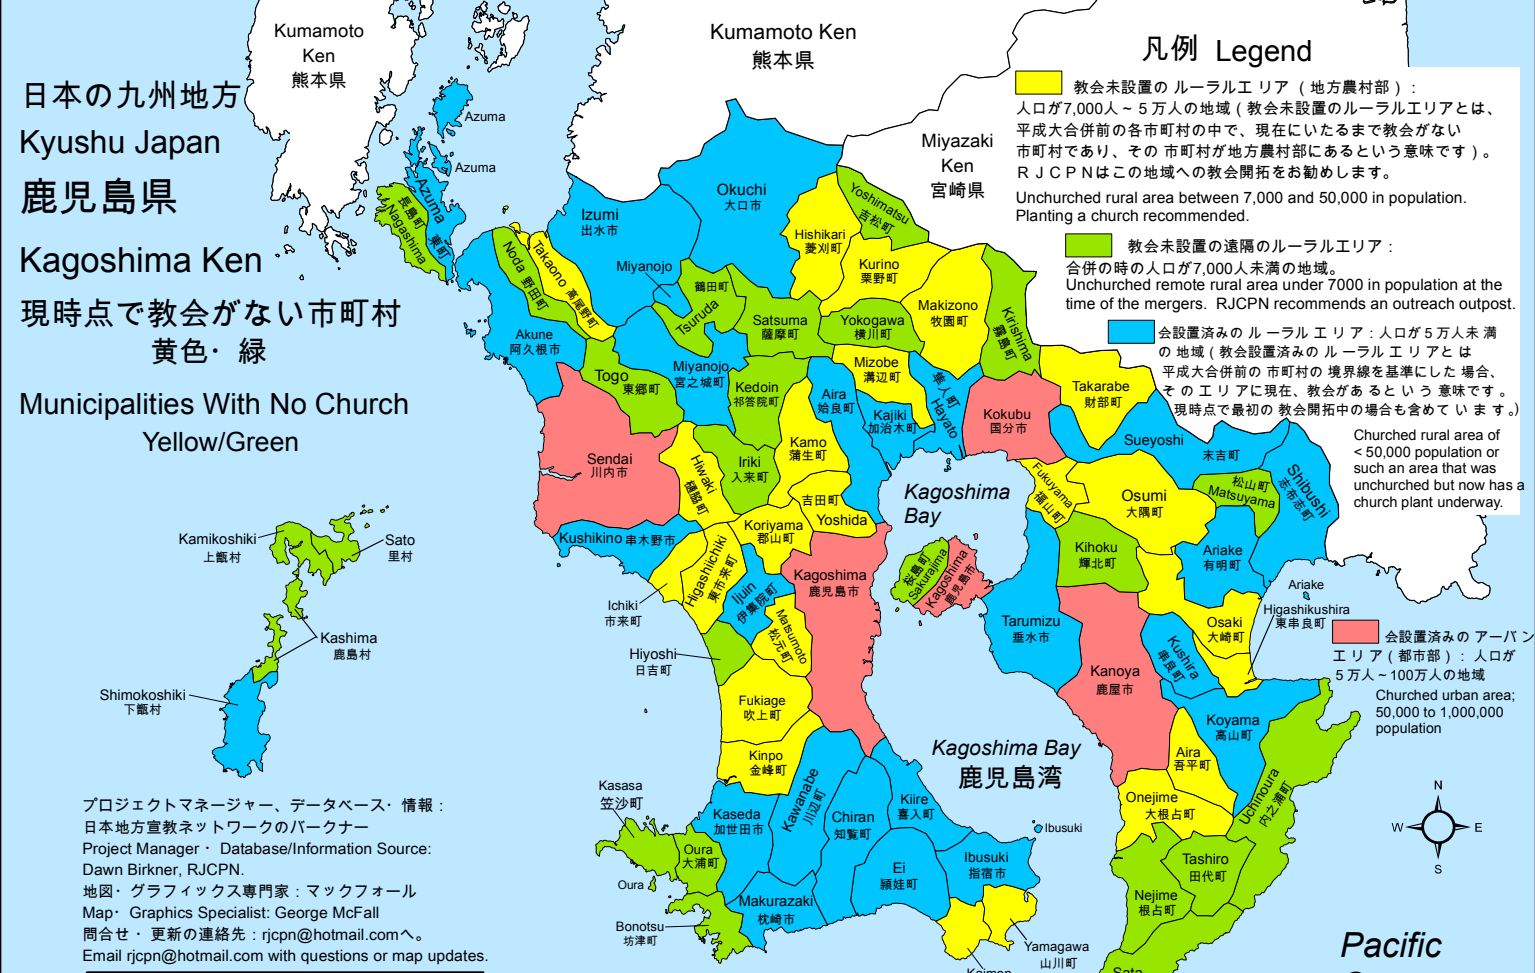 日本の九州地方
Kyushu Japan
鹿児島県
Kagoshima Ken
現時点で教会がない市町村
黄色・緑
Municipalities With No Church
Yellow/Green
Kumamoto
Ken
熊本県
Kumamoto Ken
熊本県
Miyazaki
Ken
宮崎県
凡例 Legend
教会未設置の ルーラルエ リア （ 地方農村部 ）：
人口が7,000人 ~ 5 万人の地域 ( 教会未設置のルーラルエリアとは、
平成大合併前の各市町村の中で、現在にいたるまで教会がない
市町村であり、その 市町村が地方農村部にあるという意味です ) 。
R J C P Nはこの地域への教会開拓をお勧めします。
Unchurched rural area between 7,000 and 50,000 in population.
Planting a church recommended.
教会未設置の遠隔のルーラルエリア：
合併の時の人口が7,000人未満の地域。
Unchurched remote rural area under 7000 in population at the
time of the mergers. RJCPN recommends an outreach outpost.
会設置済みの ル ー ラル エ リ ア：人口が 5 万人未 満
の 地域 ( 教会設置済みの ル ー ラル エ リ アと は
平成大合併前の 市町村の 境界線を基準にした 場合、
そ のエ リ アに現在、教会があ ると い う 意味です 。
現時点で最初の 教会開拓中の場合も含めて い ま す 。)
Churched rural area of
< 50,000 population or
such an area that was
unchurched but now has a
church plant underway.
会設置済みの アーバン
エ リ ア ( 都市部 ) ：人口が
5 万人 ~ 100万人の地域
Churched urban area;
50,000 to 1,000,000
population
Azuma
Azuma
Azuma 東町
長島町
Nagashima
Izumi
出水市
Okuchi
大口市
Yoshimatsu
吉松町
Hishikari
菱刈町
Kurino
栗野町
Makizono
牧園町
Kirishima
霧島町
Noda 野田町
Takaono 高尾野町
Akune
阿久根市
Miyanojo
鶴田町
Tsuruda
Satsuma
薩摩町
Yokogawa
横川町
Mizobe
溝辺町
Takarabe
財部町
Togo
東郷町
Miyanojo
宮之城町
Kedoin
祁答院町
Aira
姶良町
Kajiki
加治木町
隼人町
Hayato
Kokubu
国分市
Sueyoshi
末吉町
Sendai
川内市
Hiwaki
樋脇町
Iriki
入来町
Kamo
蒲生町
吉田町
Yoshida
Fukuyama
福山町
Osumi
大隅町
松山町
Matsuyama
Shibushi
志布志町
Kushikino 串木野市
Koriyama
郡山町
Higashiichiki
東市来町
Ichiki
市来町
Ijuin
伊集院町
Matsumoto
松元町
Kagoshima
鹿児島市
Kagoshima
Bay
桜島町
Sakurajima
Kagoshima
鹿児島市
Kihoku
輝北町
Ariake
有明町
Ariake
Higashikushira
東串良町
Tarumizu
垂水市
Osaki
大崎町
Kushira
串良町
Kanoya
鹿屋市
Hiyoshi
日吉町
Fukiage
吹上町
Kinpo
金峰町
Kagoshima Bay
鹿児島湾
Koyama
高山町
Aira
吾平町
Uchinoura
内之浦町
Onejime
大根占町
Tashiro
田代町
Nejime
根占町
Sata
Kasasa
笠沙町
Kaseda
加世田市
Kawanabe
川辺町
Chiran
知覧町
Kiire
喜入町
Oura
大浦町
Oura
Ei
頴娃町
Ibusuki
指宿市
Ibusuki
Makurazaki
枕崎市
Bonotsu
坊津町
Yamagawa
山川町
Kaimon
Kamikoshiki
上甑村
Sato
里村
Kashima
鹿島村
Shimokoshiki
下甑村
N
W
E
S
Pacific
プロジェクトマネージャー、データベース・ 情報：
日本地方宣教ネットワークのバークナー
Project Manager・ Database/Information Source:
Dawn Birkner, RJCPN.
地図・ グラフィックス専門家：マックフォール
Map・ Graphics Specialist: George McFall
問合せ・ 更新の連絡先：rjcpn@hotmail.comへ。
Email rjcpn@hotmail.com with questions or map updates.